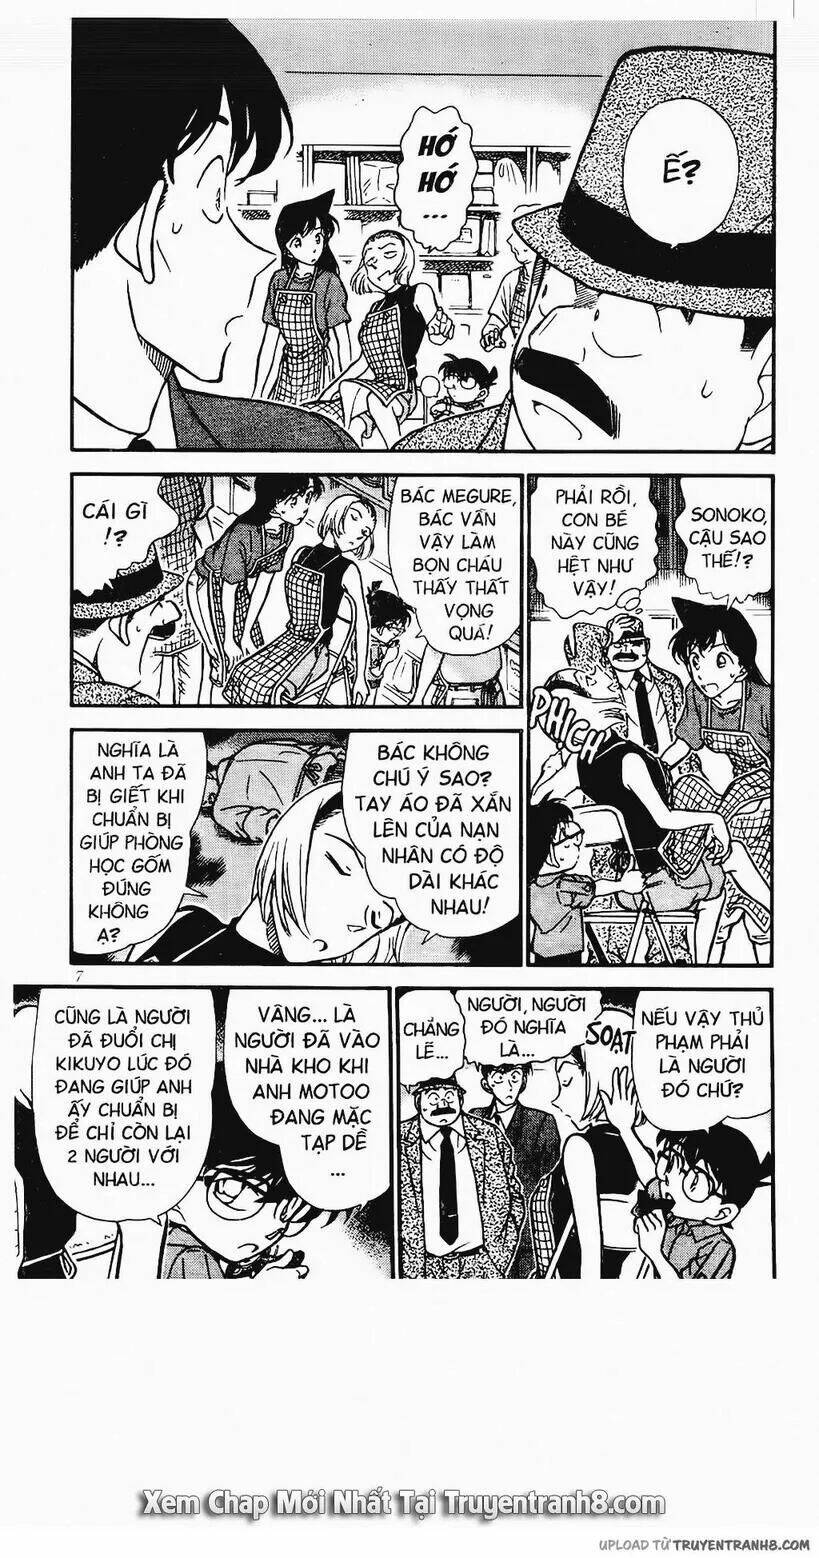 Ế?
HỚ
HỚ
...
SONOKO,
CẬU SAO
THẾ!?
PHẢI RỒI,
CON BÉ
NÀY CŨNG
HỆT NHƯ
VẬY!
PHỊCH
BÁC MEGURE,
BÁC VẪN
VẬY LÀM
BỌN CHÁU
THẤY THẤT
VỌNG
QUÁ!
CÁI GÌ
!?
BÁC KHÔNG
CHÚ Ý SAO?
TAY ÁO ĐÃ XẮN
LÊN CỦA NẠN
NHÂN CÓ ĐỘ
DÀI KHÁC
NHAU!
NGHĨA LÀ
ANH TA ĐÃ
BỊ GIẾT KHI
CHUẨN BỊ
GIÚP PHÒNG
HỌC GỐM
ĐÚNG
KHÔNG
Ạ?
7
NẾU VẬY THỦ
PHẠM PHẢI
LÀ NGƯỜI
ĐÓ CHỨ?
SOẠT
NGƯỜI, NGƯỜI
ĐÓ NGHĨA
LÀ...
CHẲNG
LẼ...
VÂNG... LÀ
NGƯỜI ĐÃ VÀO
NHÀ KHO KHI
ANH MOTOO
ĐANG MẶC
TẠP DỀ
...
CŨNG LÀ NGƯỜI
ĐÃ ĐUỔI CHỊ
KIKUYO LÚC ĐÓ
ĐANG GIÚP ANH
ẤY CHUẨN BỊ
ĐỂ CHỈ CÒN LẠI
2 NGƯỜI VỚI
NHAU...
Xem Chap Mới Nhất Tại Truyentranh8.com
UPLOAD TỪ TRUYENTRANH8.COM